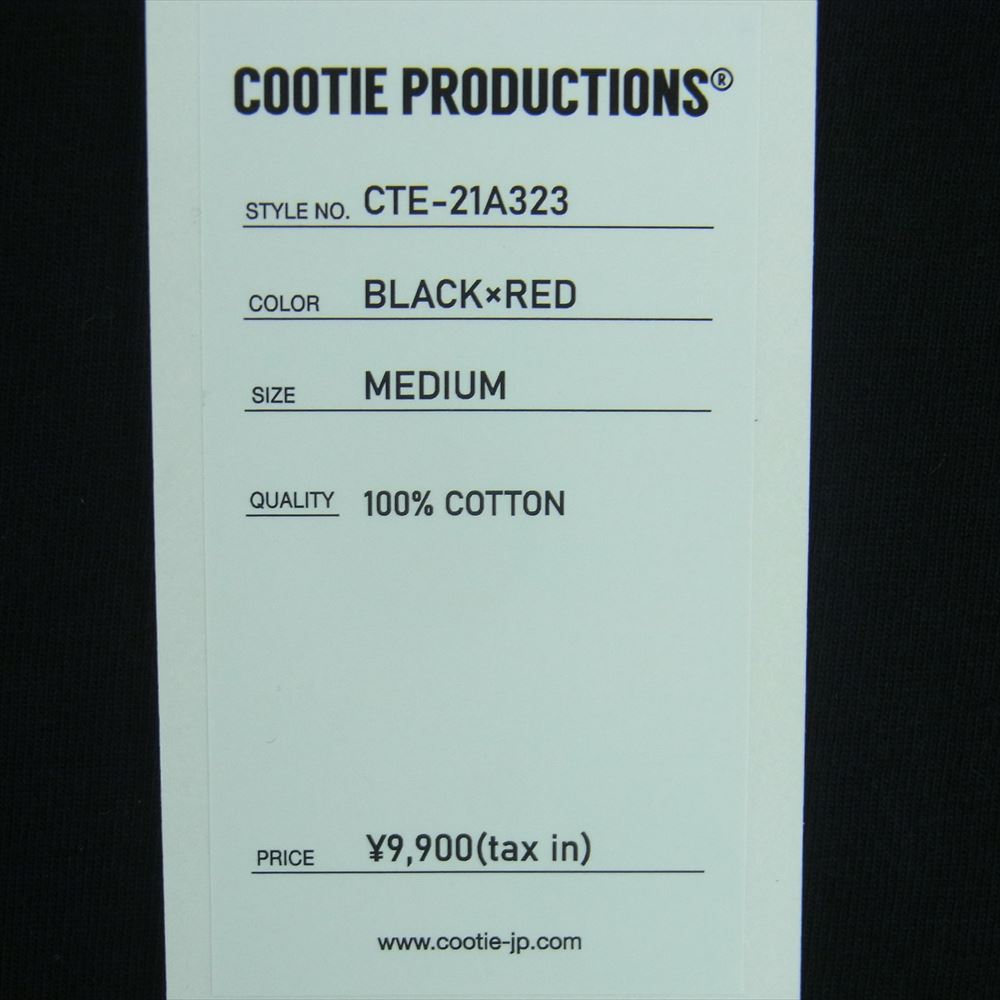 COOTIE PRODUCTIONS®
STYLE NO. CTE-21A323
COLOR BLACK×RED
SIZE MEDIUM
QUALITY 100% COTTON
PRICE ¥9,900(tax in)
www.cootie-jp.com